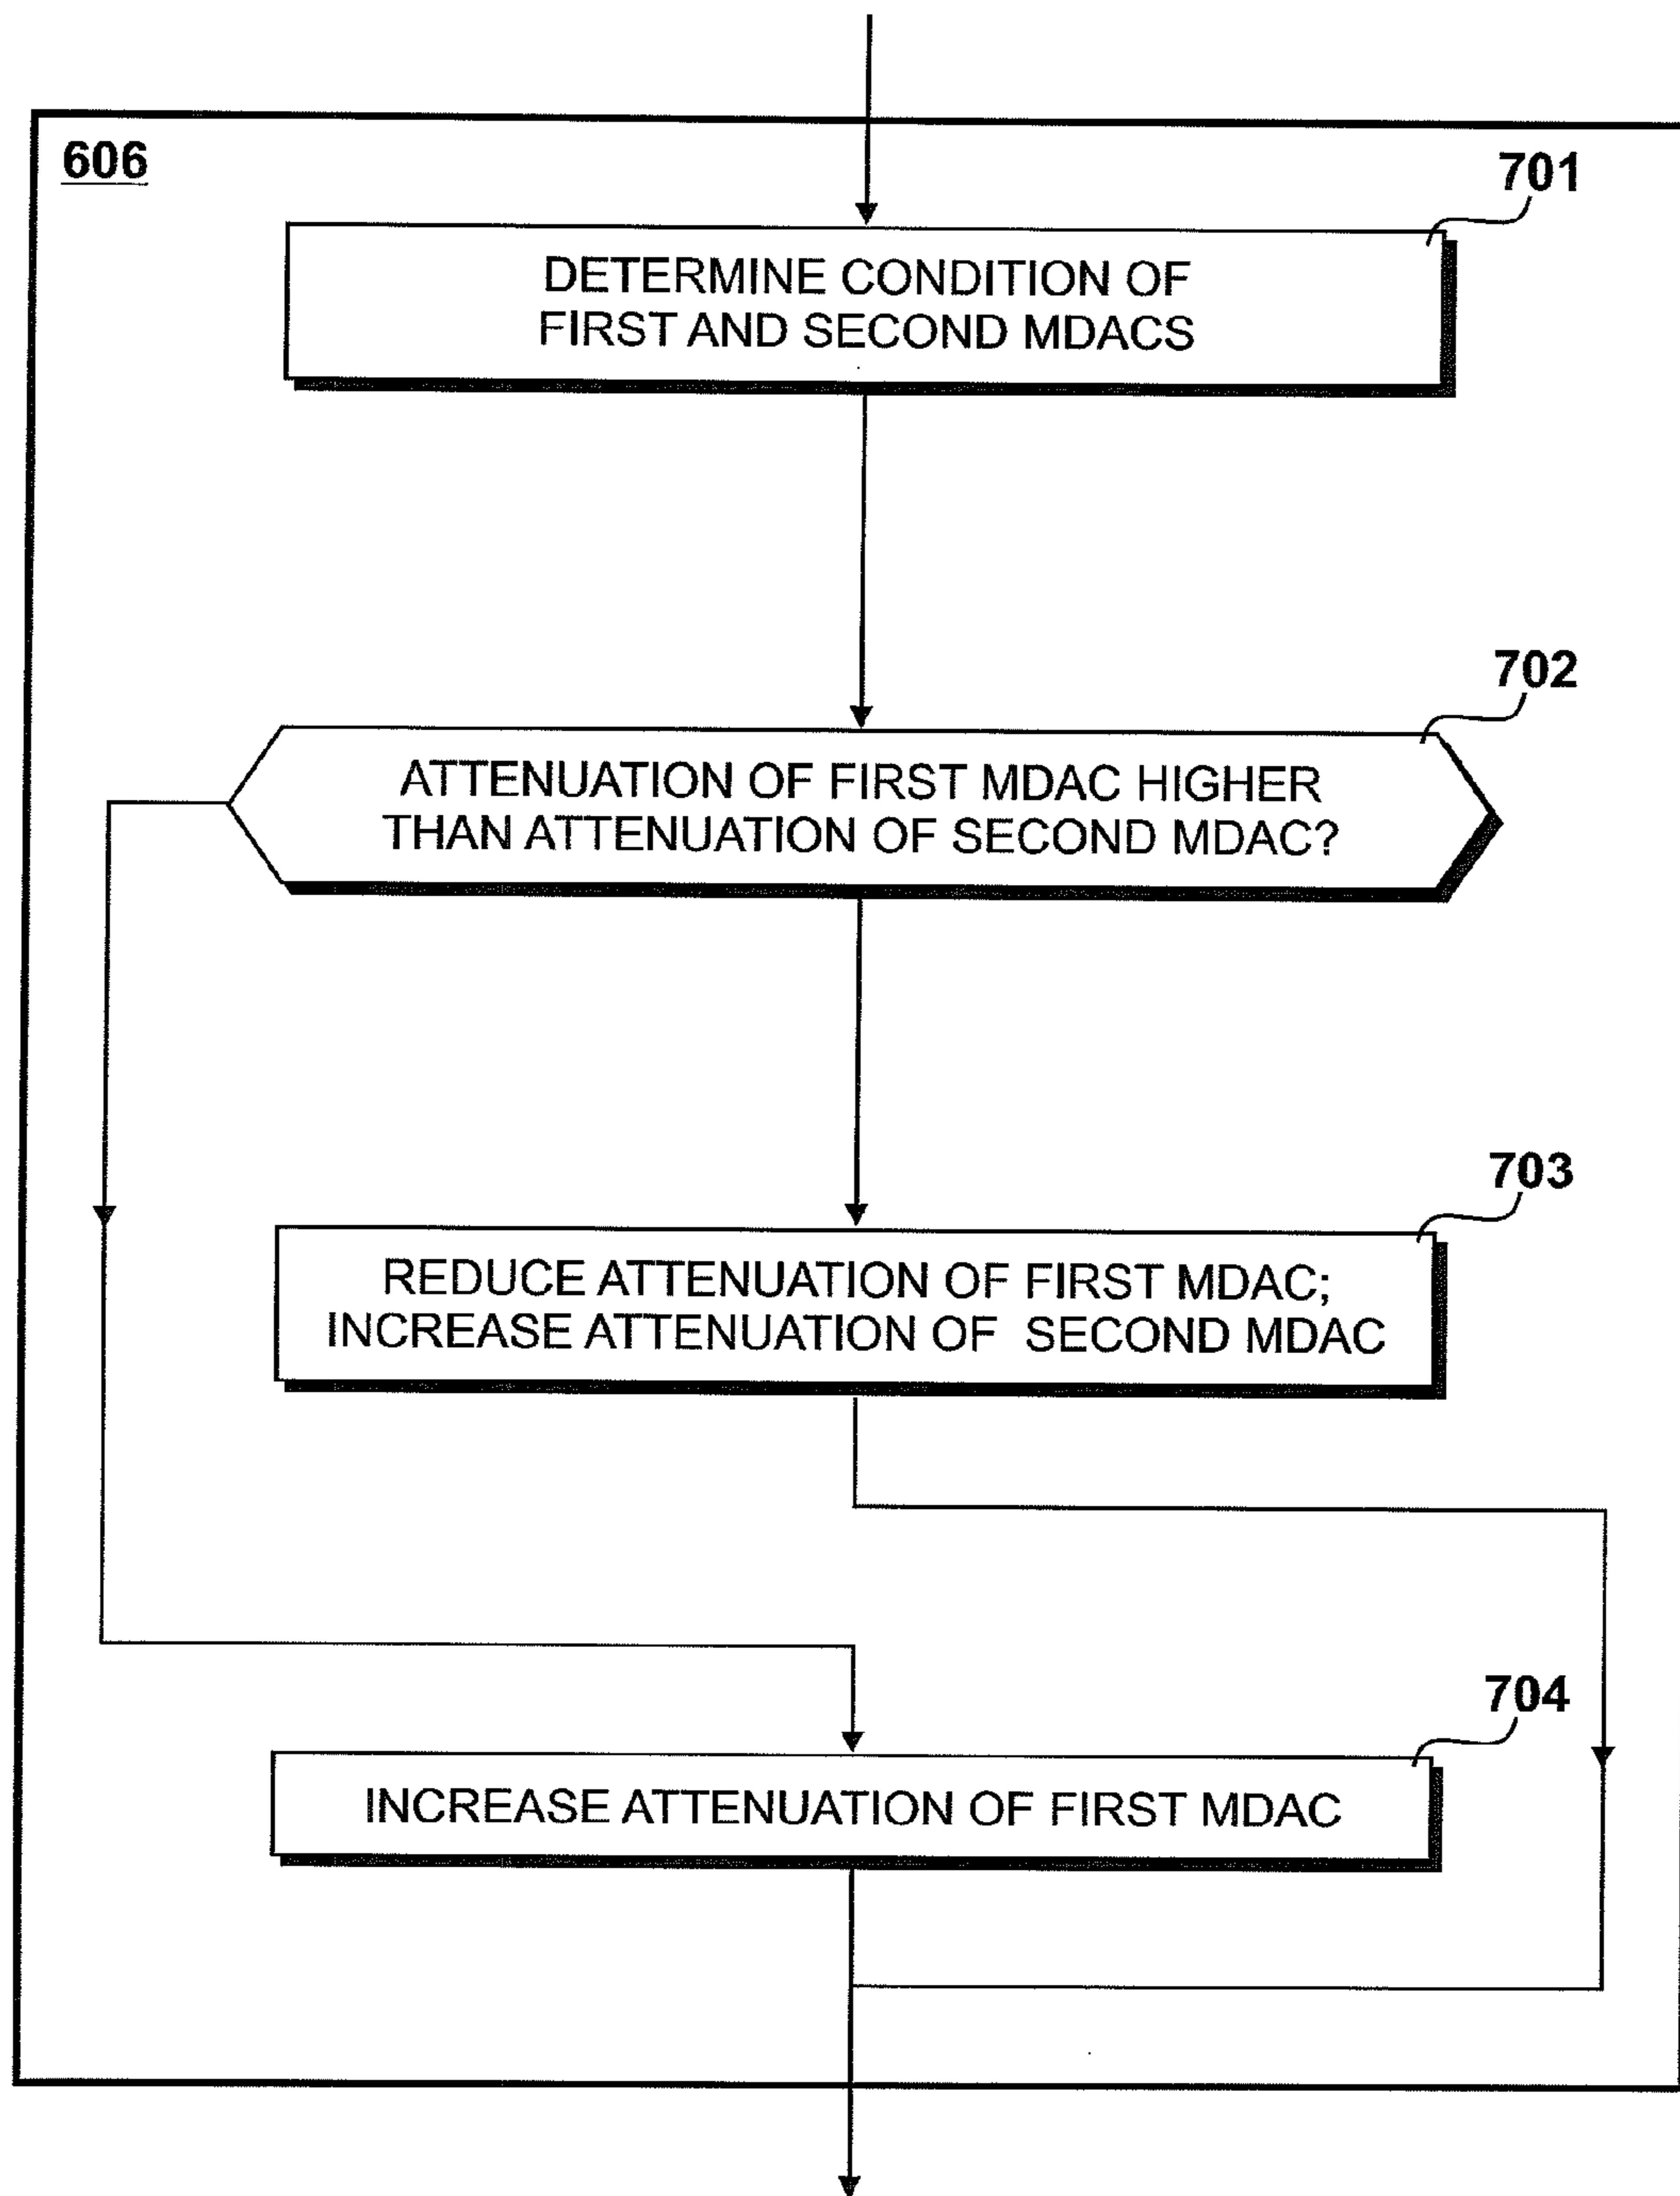 606
701
DETERMINE CONDITION OF
FIRST AND SECOND MDACS
702
ATTENUATION OF FIRST MDAC HIGHER
THAN ATTENUATION OF SECOND MDAC?
703
REDUCE ATTENUATION OF FIRST MDAC;
INCREASE ATTENUATION OF SECOND MDAC
704
INCREASE ATTENUATION OF FIRST MDAC